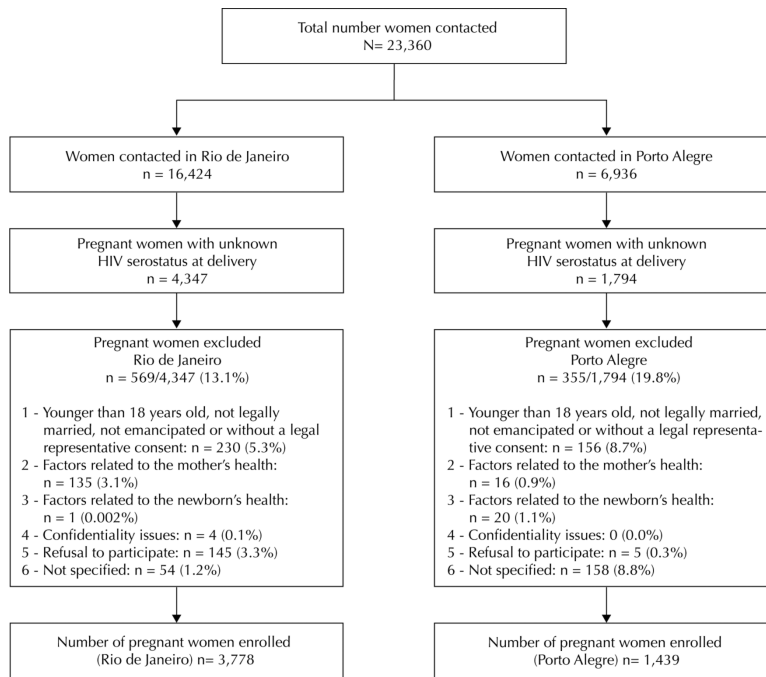 Total number women contacted
N= 23,360
Women contacted in Rio de Janeiro
n = 16,424
Women contacted in Porto Alegre
n = 6,936
Pregnant women with unknown
HIV serostatus at delivery
n = 4,347
Pregnant women with unknown
HIV serostatus at delivery
n = 1,794
Pregnant women excluded
Rio de Janeiro
n = 569/4,347 (13.1%)
1 - Younger than 18 years old, not legally
married, not emancipated or without a legal
representative consent: n = 230 (5.3%)
2 - Factors related to the mother's health:
n = 135 (3.1%)
3 - Factors related to the newborn's health:
n = 1 (0.002%)
4 - Confidentiality issues: n = 4 (0.1%)
5 - Refusal to participate: n = 145 (3.3%)
6 - Not specified: n = 54 (1.2%)
Pregnant women excluded
Porto Alegre
n = 355/1,794 (19.8%)
1 - Younger than 18 years old, not legally married,
not emancipated or without a legal representa-
tive consent: n = 156 (8.7%)
2 - Factors related to the mother's health:
n = 16 (0.9%)
3 - Factors related to the newborn's health:
n = 20 (1.1%)
4 - Confidentiality issues: 0 (0.0%)
5 - Refusal to participate: n = 5 (0.3%)
6 - Not specified: n = 158 (8.8%)
Number of pregnant women enrolled
(Rio de Janeiro) n= 3,778
Number of pregnant women enrolled
(Porto Alegre) n= 1,439